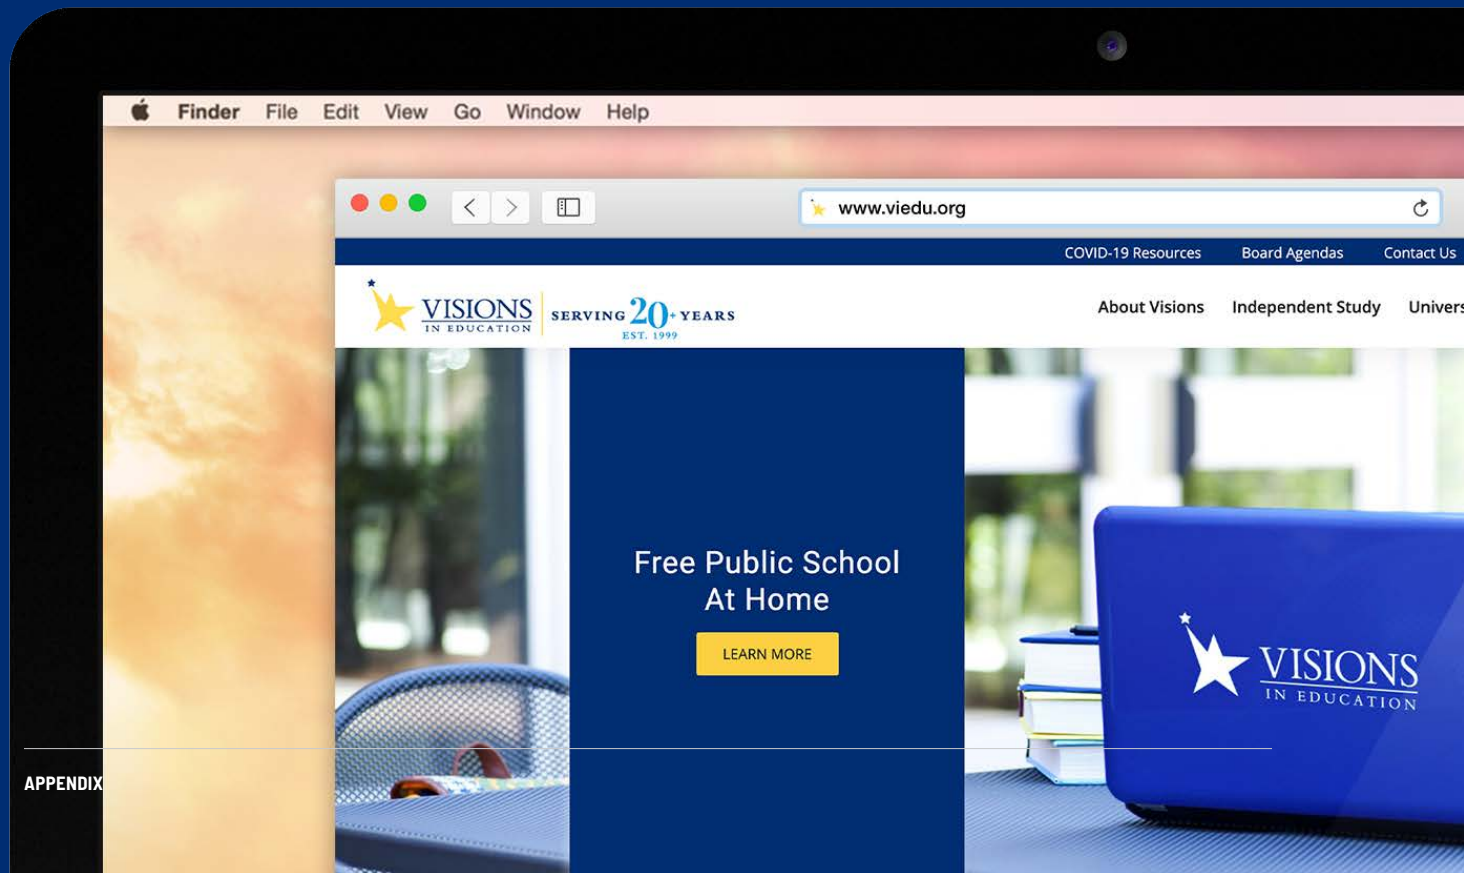 Finder File Edit View Go Window Help
www.viedu.org
COVID-19 Resources Board Agendas Contact Us
VISIONS
IN EDUCATION
SERVING 20+ YEARS
EST. 1999
About Visions Independent Study Univers
Free Public School
At Home
LEARN MORE
VISIONS
IN EDUCATION
APPENDIX